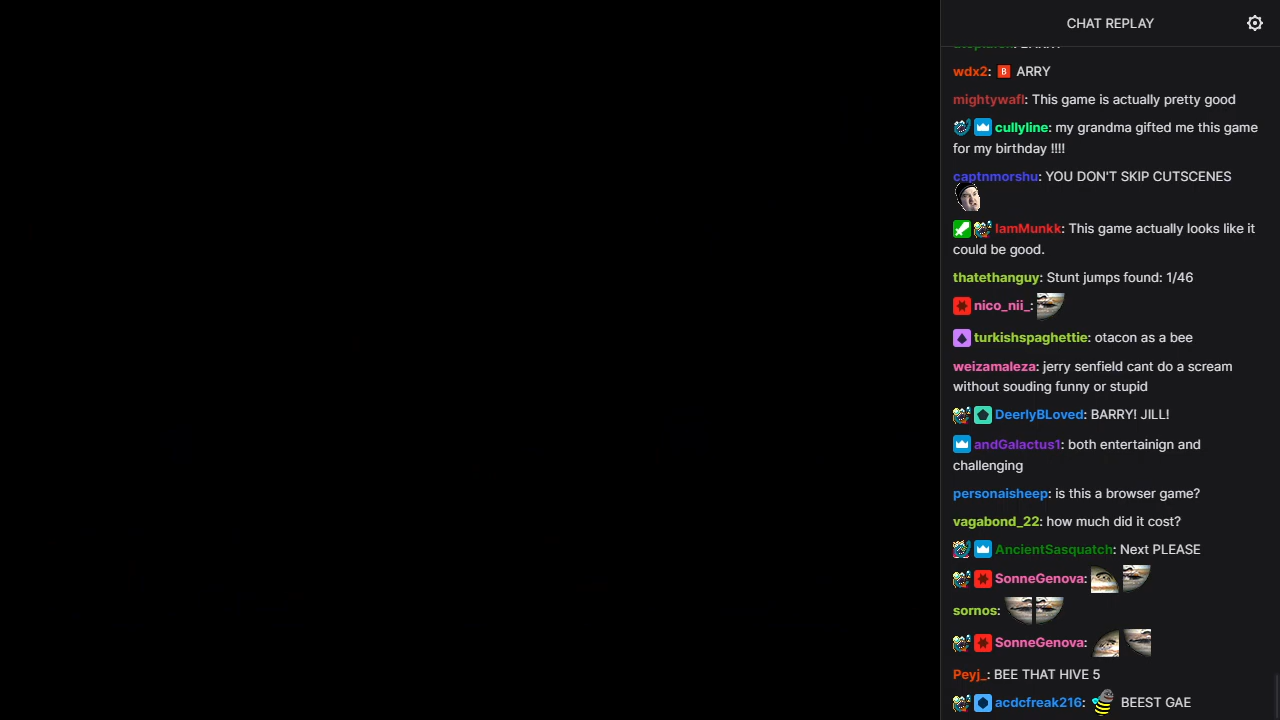 CHAT REPLAY
wdx2: B ARRY
mightywafl: This game is actually pretty good
cullyline: my grandma gifted me this game
for my birthday !!!!
captnmorshu: YOU DON'T SKIP CUTSCENES
IamMunkk: This game actually looks like it
could be good.
thatethanguy: Stunt jumps found: 1/46
nico_nii_:
turkishspaghettie: otacon as a bee
weizamaleza: jerry senfield cant do a scream
without souding funny or stupid
DeerlyBLoved: BARRY! JILL!
andGalactus1: both entertainign and
challenging
personaisheep: is this a browser game?
vagabond_22: how much did it cost?
AncientSasquatch: Next PLEASE
SonneGenova:
sornos:
SonneGenova:
Peyj_: BEE THAT HIVE 5
acdcfreak216: BEEST GAE